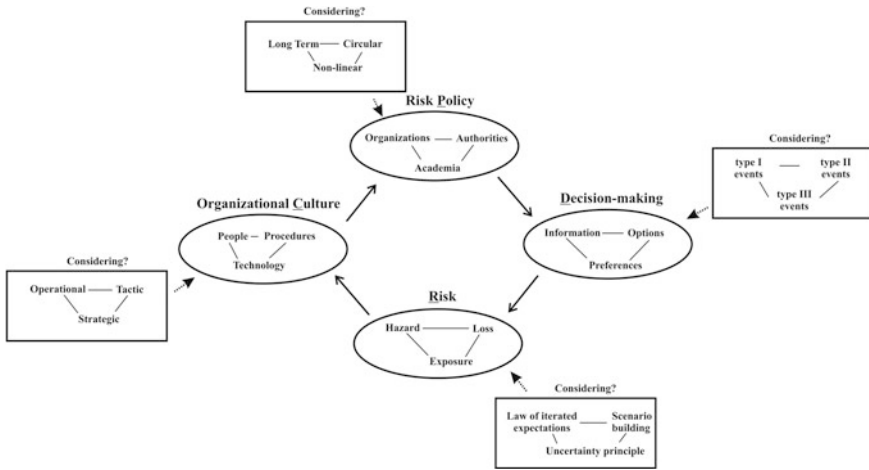 Considering?
Long Term Circular
Non-linear
Risk Policy
Organizations Authorities
Academia
Considering?
type I type II
events events
type III
events
Decision-making
Information Options
Preferences
Organizational Culture
People Procedures
Technology
Considering?
Operational Tactic
Strategic
Risk
Hazard Loss
Exposure
Considering?
Law of iterated Scenario
expectations building
Uncertainty principle